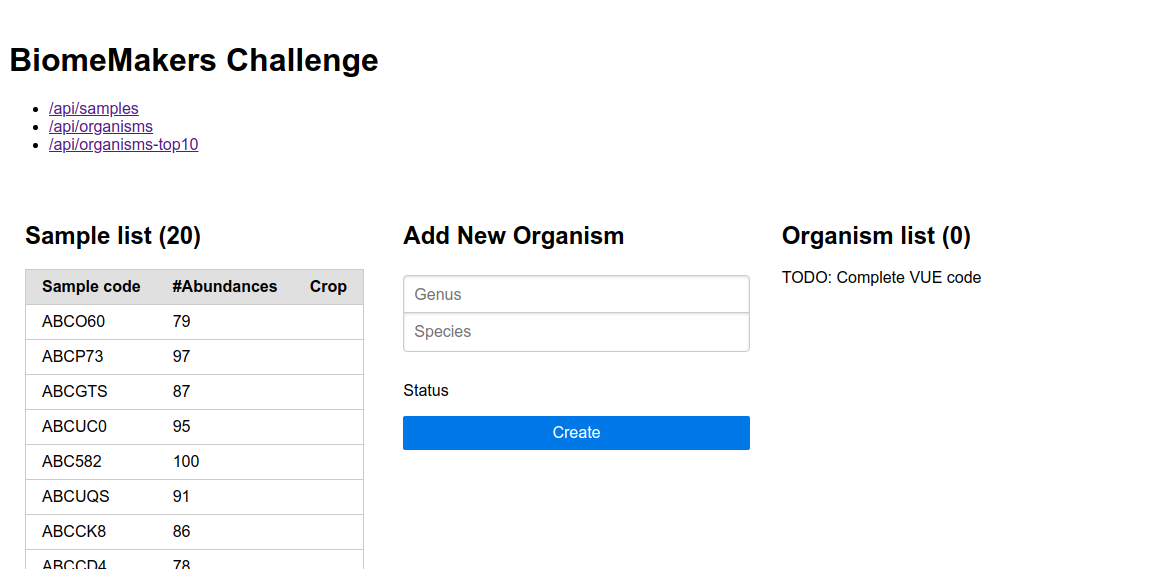 BiomeMakers Challenge
/api/samples
/api/organisms
/api/organisms-top10
Sample list (20)
Sample code #Abundances Crop
ABCO60 79
ABCP73 97
ABCGTS 87
ABCUC0 95
ABC582 100
ABCUQS 91
ABCCK8 86
ABCCD4 78
Add New Organism
Genus
Species
Status
Create
Organism list (0)
TODO: Complete VUE code